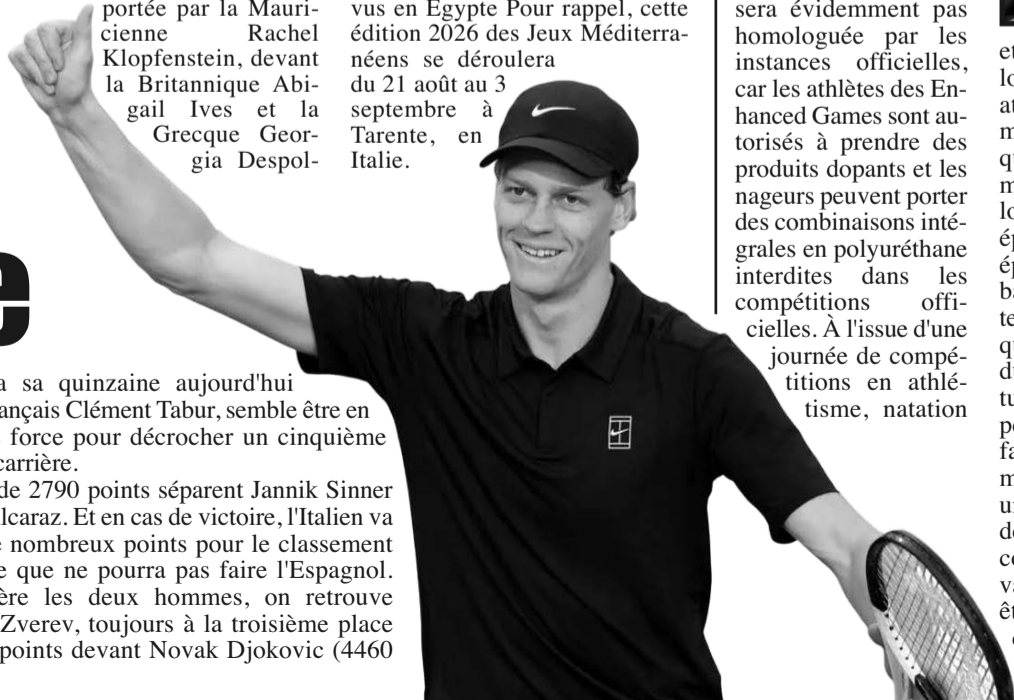 portée par la Mauri-
cienne Rachel
Klopfenstein, devant
la Britannique Abi-
gail Ives et la
Grecque Geor-
gia Despol-
vus en Egypte Pour rappel, cette
édition 2026 des Jeux Méditerra-
néens se déroulera
du 21 août au 3
septembre à
Tarente, en
Italie.
sera évidemment pas
homologuée par les
instances officielles,
car les athlètes des En-
hanced Games sont au-
torisés à prendre des
produits dopants et les
nageurs peuvent porter
des combinaisons inté-
grales en polyuréthane
interdites dans les
compétitions offi-
cielles. À l'issue d'une
journée de compé-
titions en athlé-
tisme, natation
e
a sa quinzaine aujourd'hui
ançais Clément Tabur, semble être en
force pour décrocher un cinquième
carrière.
de 2790 points séparent Jannik Sinner
lcaraz. Et en cas de victoire, l'Italien va
nombreux points pour le classement
e que ne pourra pas faire l'Espagnol.
ère les deux hommes, on retrouve
Zverev, toujours à la troisième place
points devant Novak Djokovic (4460